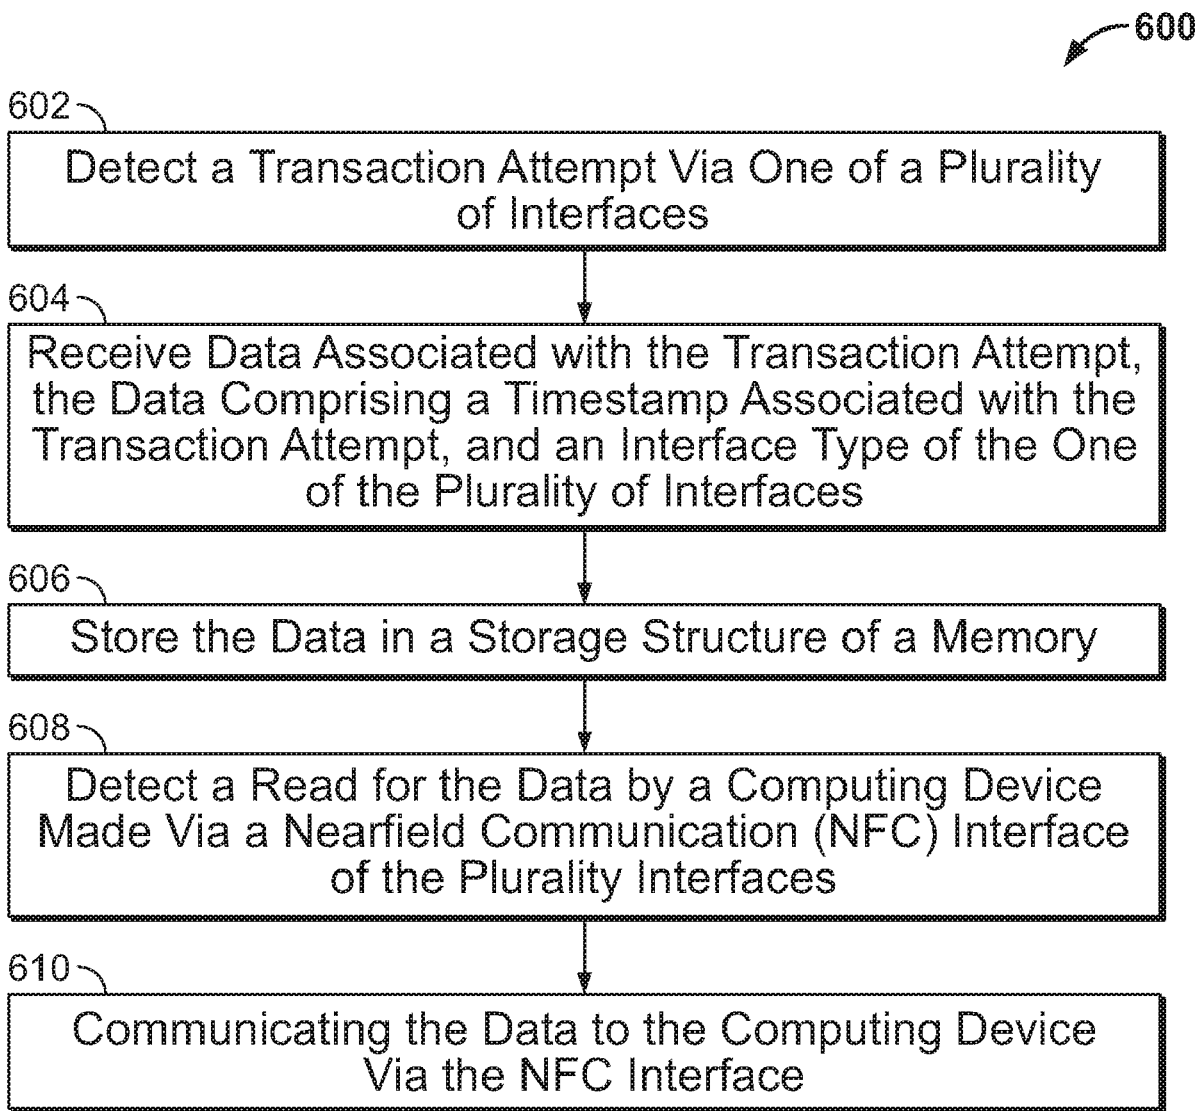 600
602
Detect a Transaction Attempt Via One of a Plurality
of Interfaces
604
Receive Data Associated with the Transaction Attempt,
the Data Comprising a Timestamp Associated with the
Transaction Attempt, and an Interface Type of the One
of the Plurality of Interfaces
606
Store the Data in a Storage Structure of a Memory
608
Detect a Read for the Data by a Computing Device
Made Via a Nearfield Communication (NFC) Interface
of the Plurality Interfaces
610
Communicating the Data to the Computing Device
Via the NFC Interface